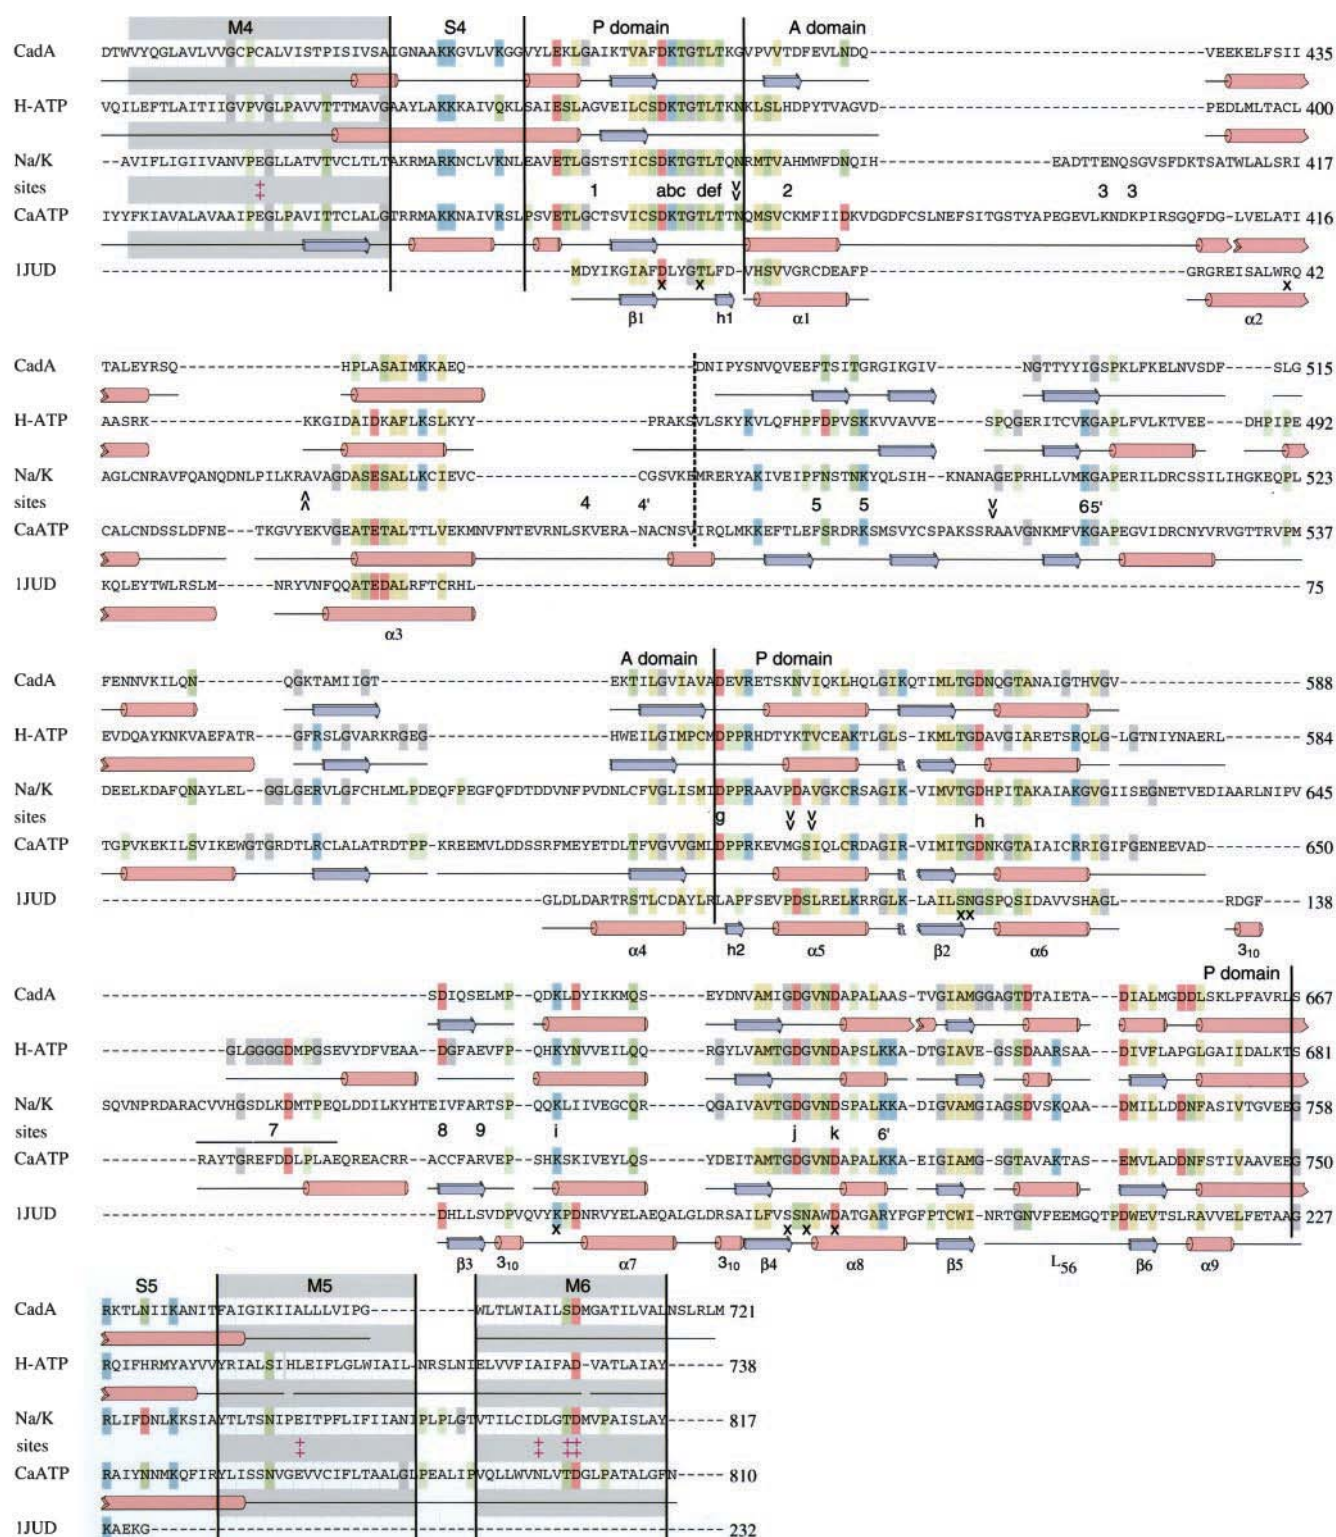 M4 S4 P domain A domain
CadA DTWVYQGLAVLVVGCPCALVISTPISIVSAIGNAAKKGVLVKGGVYLEKLGAIKTVAFDKTGTLTKGVPVVTDFEVLNDQ------------------------------------VEEKELFSII 435
H-ATP VQILEFTLAITIIGVPVGLPAVVTTTMAVGAAYLAKKKAIVQKLSAIESLAGVEILCSDKTGTLTKNKLSLHDPYTVAGVD-----------------------------------PEDLMLTACL 400
Na/K --AVIFLIGIIVANVPEGLLATVTVCLTLTAKRMARKNCLVKNLEAVETLGSTSTICSDKTGTLTQNRMTVAHMWFDNQIH-------------------EADTTENQSGVSFDKTSATWLALSRI 417
sites ‡ 1 abc def > 2 3 3
CaATP IYYFKIAVALAVAAIPEGLPAVITTCLALGTRRMAKKNAIVRSLPSVETLGCTSVICSDKTGTLTTNQMSVCKMFIIDKVDGDFCSLNEFSITGSTYAPEGEVLKNDKPIRSGQFDG-LVELATI 416
1JUD --------------------------------------------------MDYIKGIAFDLYGTLFD-VHSVVGRCDEAFP----------------------------------GRGREISALWRQ 42
x x x
β1 h1 α1 α2
CadA TALEYRSQ------------------HPLASAIMKKAEQ------------------------DNIPYSNVQVEEFTSITGRGIKGIV---------NGTTYYIGSPKLFKELNVSDF-----SLG 515
H-ATP AASRK-----------------KKGIDAIDKAFLKSLKYY------------------PRAKSVLSKYKVLQFHPFDPVSKKVVAVVE-----SPQGERITCVKGAPLFVLKTVEE----DHPIPE 492
Na/K AGLCNRAVFQANQDNLPILKRAVAGDASESALLKCIEVC-----------------CGSVKEMRERYAKIVEIPFNSTNKYQLSIH---KNANAGEPRHLLVMKGAPERILDRCSSILIHGKEQPL 523
sites 4 4' 5 5 65'
CaATP CALCNDSSLDFNE---TKGVYEKVGEATETALTTLVEKMNVFNTEVRNLSKVERA-NACNSVIRQLMKKEFTLEFSRDRKSMSVYCSPAKSSRAAVGNKMFVKGAPEGVIDRCNYVRVGTTRVPM 537
1JUD KQLEYTWLRSLM-----NRYVNFQQATEDALRFTCRHL--------------------------------------------------------------------------------------- 75
α3
A domain P domain
CadA FENNVKILQN---------QGKTAMIIGT------------------------EKTILGVIAVADEVRETSKNVIQKLHQLGIKQTIMLTGDNQGTANAIGTHVGV-------------------- 588
H-ATP EVDQAYKNKVAEFATR----GFRSLGVARKRGEG-------------------HWEILGIMPCMDPPRHDTYKTVCEAKTLGLS-IKMLTGDAVGIARETSRQLG-LGTNIYNAERL--------- 584
Na/K DEELKDAFQNAYLEL--GGLGERVLGFCHLMLPDEQFPEGFQFDTDDVNFPVDNLCFVGLISMIDPPRAAVPDAVGKCRSAGIK-VIMVTGDHPITAKAIAKGVGIISEGNETVEDIAARLNIPV 645
sites g h
CaATP TGPVKEKILSVIKEWGTGRDTLRCLALATRDTPP-KREEMVLDDSSRFMEYETDLTFVGVVGMLDPPRKEVMGSIQLCRDAGIR-VIMITGDNKGTAIAICRRIGIFGENEEVAD----------- 650
1JUD GLDLDARTRSTLCDAYLRLAPFSEVPDSLRELKRRGLK-LAILSNGSPQSIDAVVSHAGL----------RDGF---- 138
xx
α4 h2 α5 β2 α6 3₁₀
P domain
CadA -----------------------------------SDIQSELMP--QDKLDYIKKMQS------EYDNVAMIGDGVNDAPALAAS--TVGIAMGGAGTDTAIETA---DIALMGDDLSKLPFAVRLS 667
H-ATP -------------GLGGGGDMPGSEVYDFVEAA--DGFAEVFP--QHKYNVVEILQQ------RGYLVAMTGDGVNDAPSLKKA--DTGIAVE-GSSDAARSAA---DIVFLAPGLGAIIDALKTS 681
Na/K SQVNPRDARACVVHGSDLKDMTPEQLDDILKYHTEIVFARTSP--QQKLIIVEGCQR------QGAIVAVTGDGVNDSPALKKA--DIGVAMGIAGSDVSKQAA---DMILLDDNFASIVTGVEEG 758
sites 7 8 9 i j k 6'
CaATP ----------RAYTGREFDDLPLAEQREACRR--ACCFARVEP--SHKSKIVEYLQS------YDEITAMTGDGVNDAPALKKA--EIGIAMG-SGTAVAKTAS---EMVLADDNFSTIVAAVEEG 750
1JUD ------------------------------------DHLLSVDPVQVYKPDNRVYELAEQALGLDRSAILFVSSNAWDATGARYFGFPTCWI-NRTGNVFEEMGQTPDWEVTSLRAVVELFETAAG 227
x x x x
β3 3₁₀ α7 3₁₀ β4 α8 β5 L₅₆ β6 α9
S5 M5 M6
CadA RKTLNIIKANITFAIGIKIIALLLVIPG-----------WLTLWIAILSDMGATILVALNSLRLM 721
H-ATP RQIFHRMYAYVVYRIALSIHLEIFLGLWIAIL-NRSLNIELVVFIAIFAD-VATLAIAY------ 738
Na/K RLIFDNLKKSIAYTLTSNIPEITPFLIFIIANIPLPLGTVTILCIDLGTDMVPAISLAY------ 817
sites ‡ ‡ ‡‡
CaATP RAIYNNMKQFIRYLISSNVGEVVCIFLTAALGLPEALIPVQLLWVNLVTDGLPATALGFN----- 810
1JUD KAEKG------------------------------------------------------------ 232